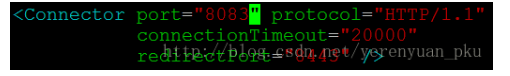 <Connector port="8083" protocol="HTTP/1.1"
connectionTimeout="20000"
redirectPort="8443" />
http://blog.csdn.net/yerenyuan_pku